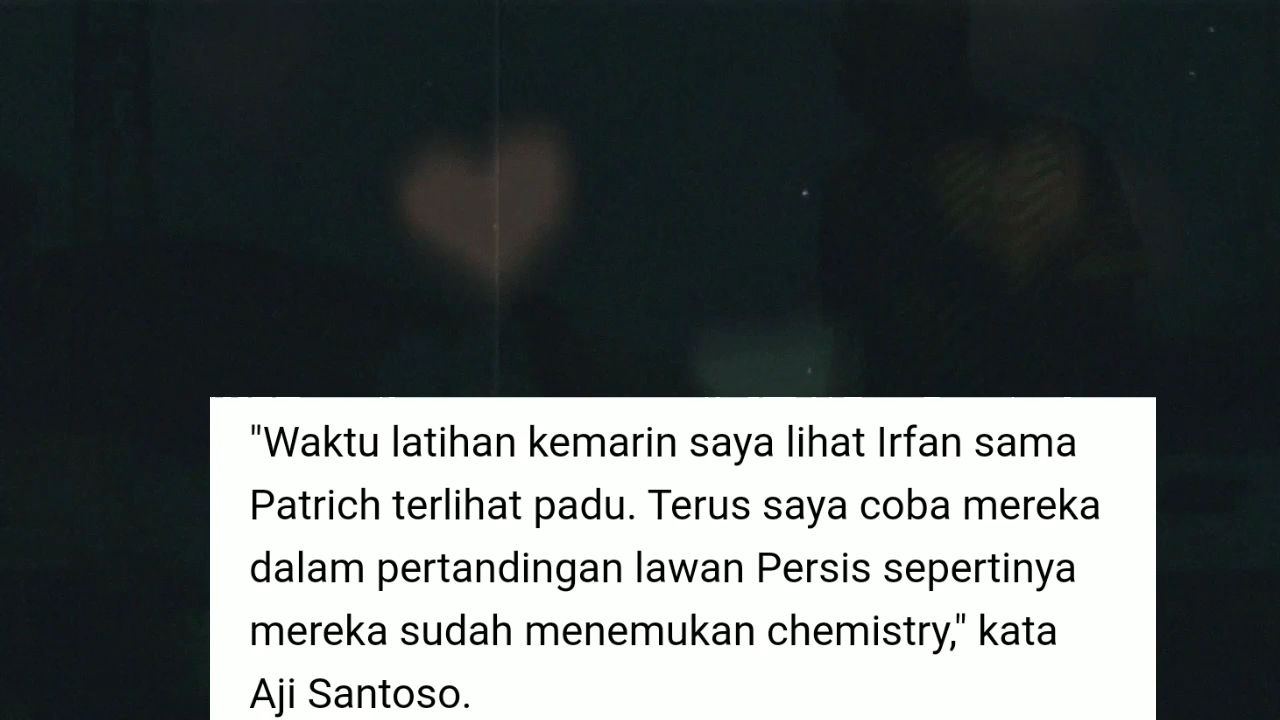 "Waktu latihan kemarin saya lihat Irfan sama
Patrich terlihat padu. Terus saya coba mereka
dalam pertandingan lawan Persis sepertinya
mereka sudah menemukan chemistry," kata
Aji Santoso.